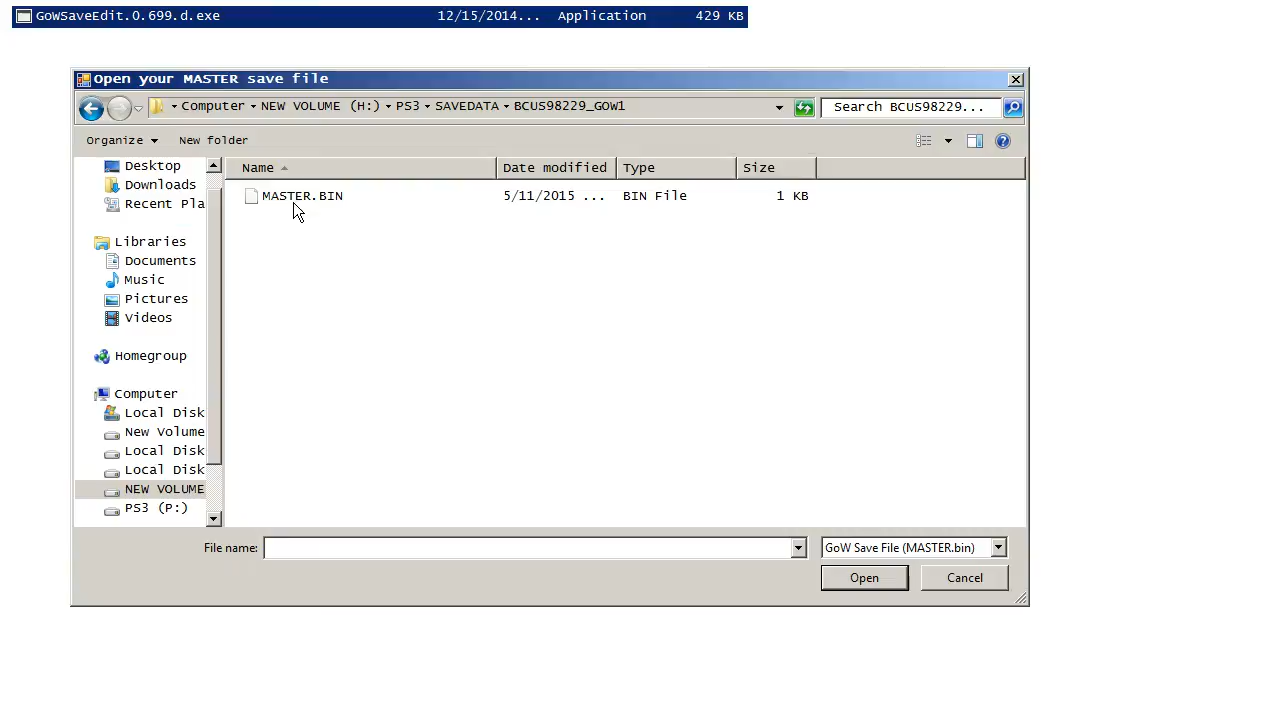 GoWSaveEdit.0.699.d.exe 12/15/2014... Application 429 KB
Open your MASTER save file
Computer NEW VOLUME (H:) PS3 SAVEDATA BCUS98229_GOW1 Search BCUS98229...
Organize New folder
Name Date modified Type Size
MASTER.BIN 5/11/2015 ... BIN File 1 KB
Desktop
Downloads
Recent Pla
Libraries
Documents
Music
Pictures
Videos
Homegroup
Computer
Local Disk
New Volume
Local Disk
Local Disk
NEW VOLUME
PS3 (P:)
File name: GoW Save File (MASTER.bin)
Open Cancel